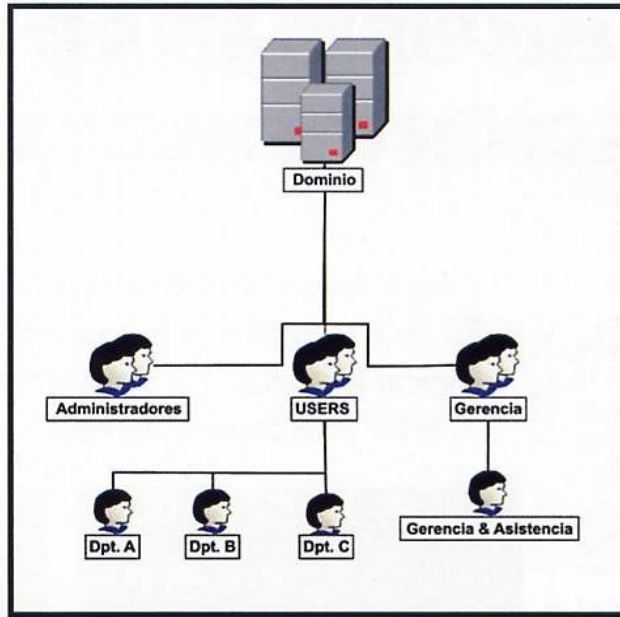 Dominio
Administradores
USERS
Gerencia
Dpt. A
Dpt. B
Dpt. C
Gerencia & Asistencia